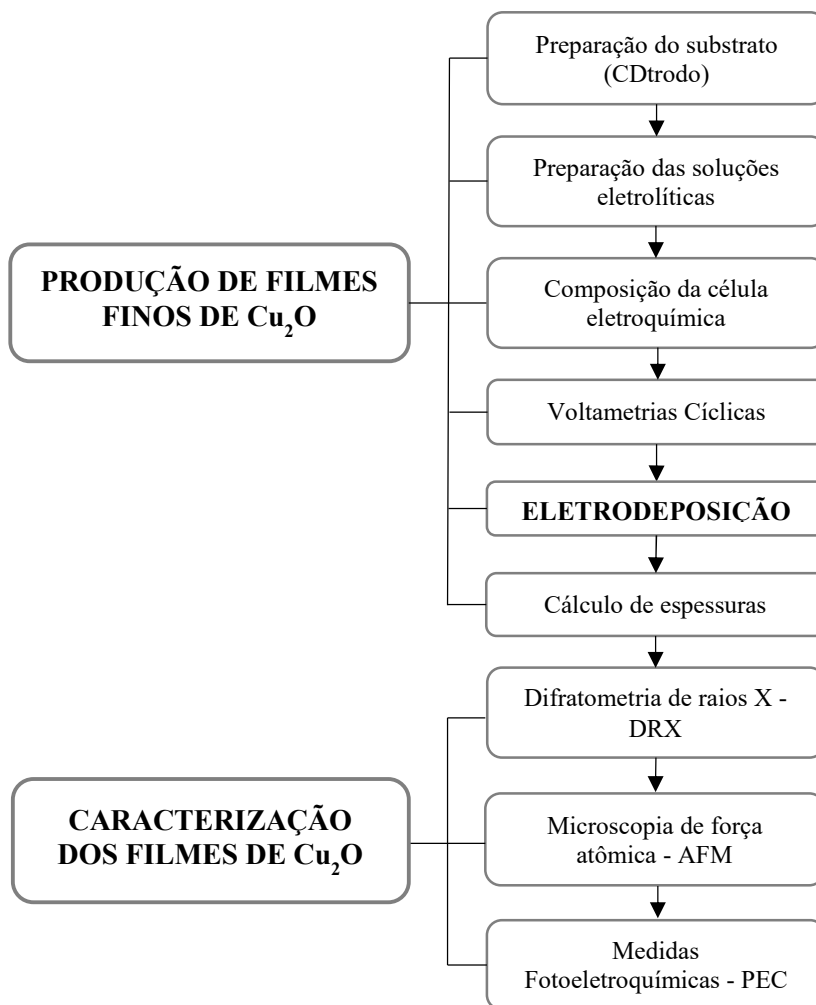 Preparação do substrato
(CDtrodo)
Preparação das soluções
eletrolíticas
PRODUÇÃO DE FILMES
FINOS DE Cu₂O
Composição da célula
eletroquímica
Voltametrias Cíclicas
ELETRODEPOSIÇÃO
Cálculo de espessuras
Difratometria de raios X -
DRX
CARACTERIZAÇÃO
DOS FILMES DE Cu₂O
Microscopia de força
atômica - AFM
Medidas
Fotoeletroquímicas - PEC